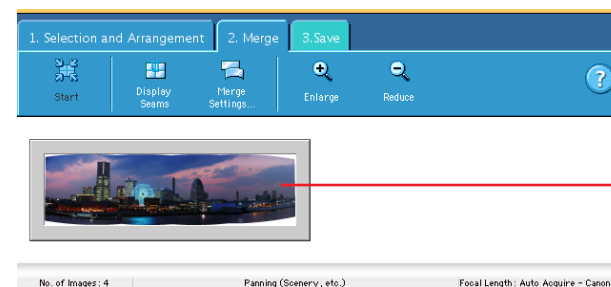 1. Selection and Arrangement
2. Merge
3.Save
Start
Display
Seams
Merge
Settings...
Enlarge
Reduce
?
No. of Images: 4
Panning (Scenery, etc.)
Focal Length: Auto Acquire - Canon